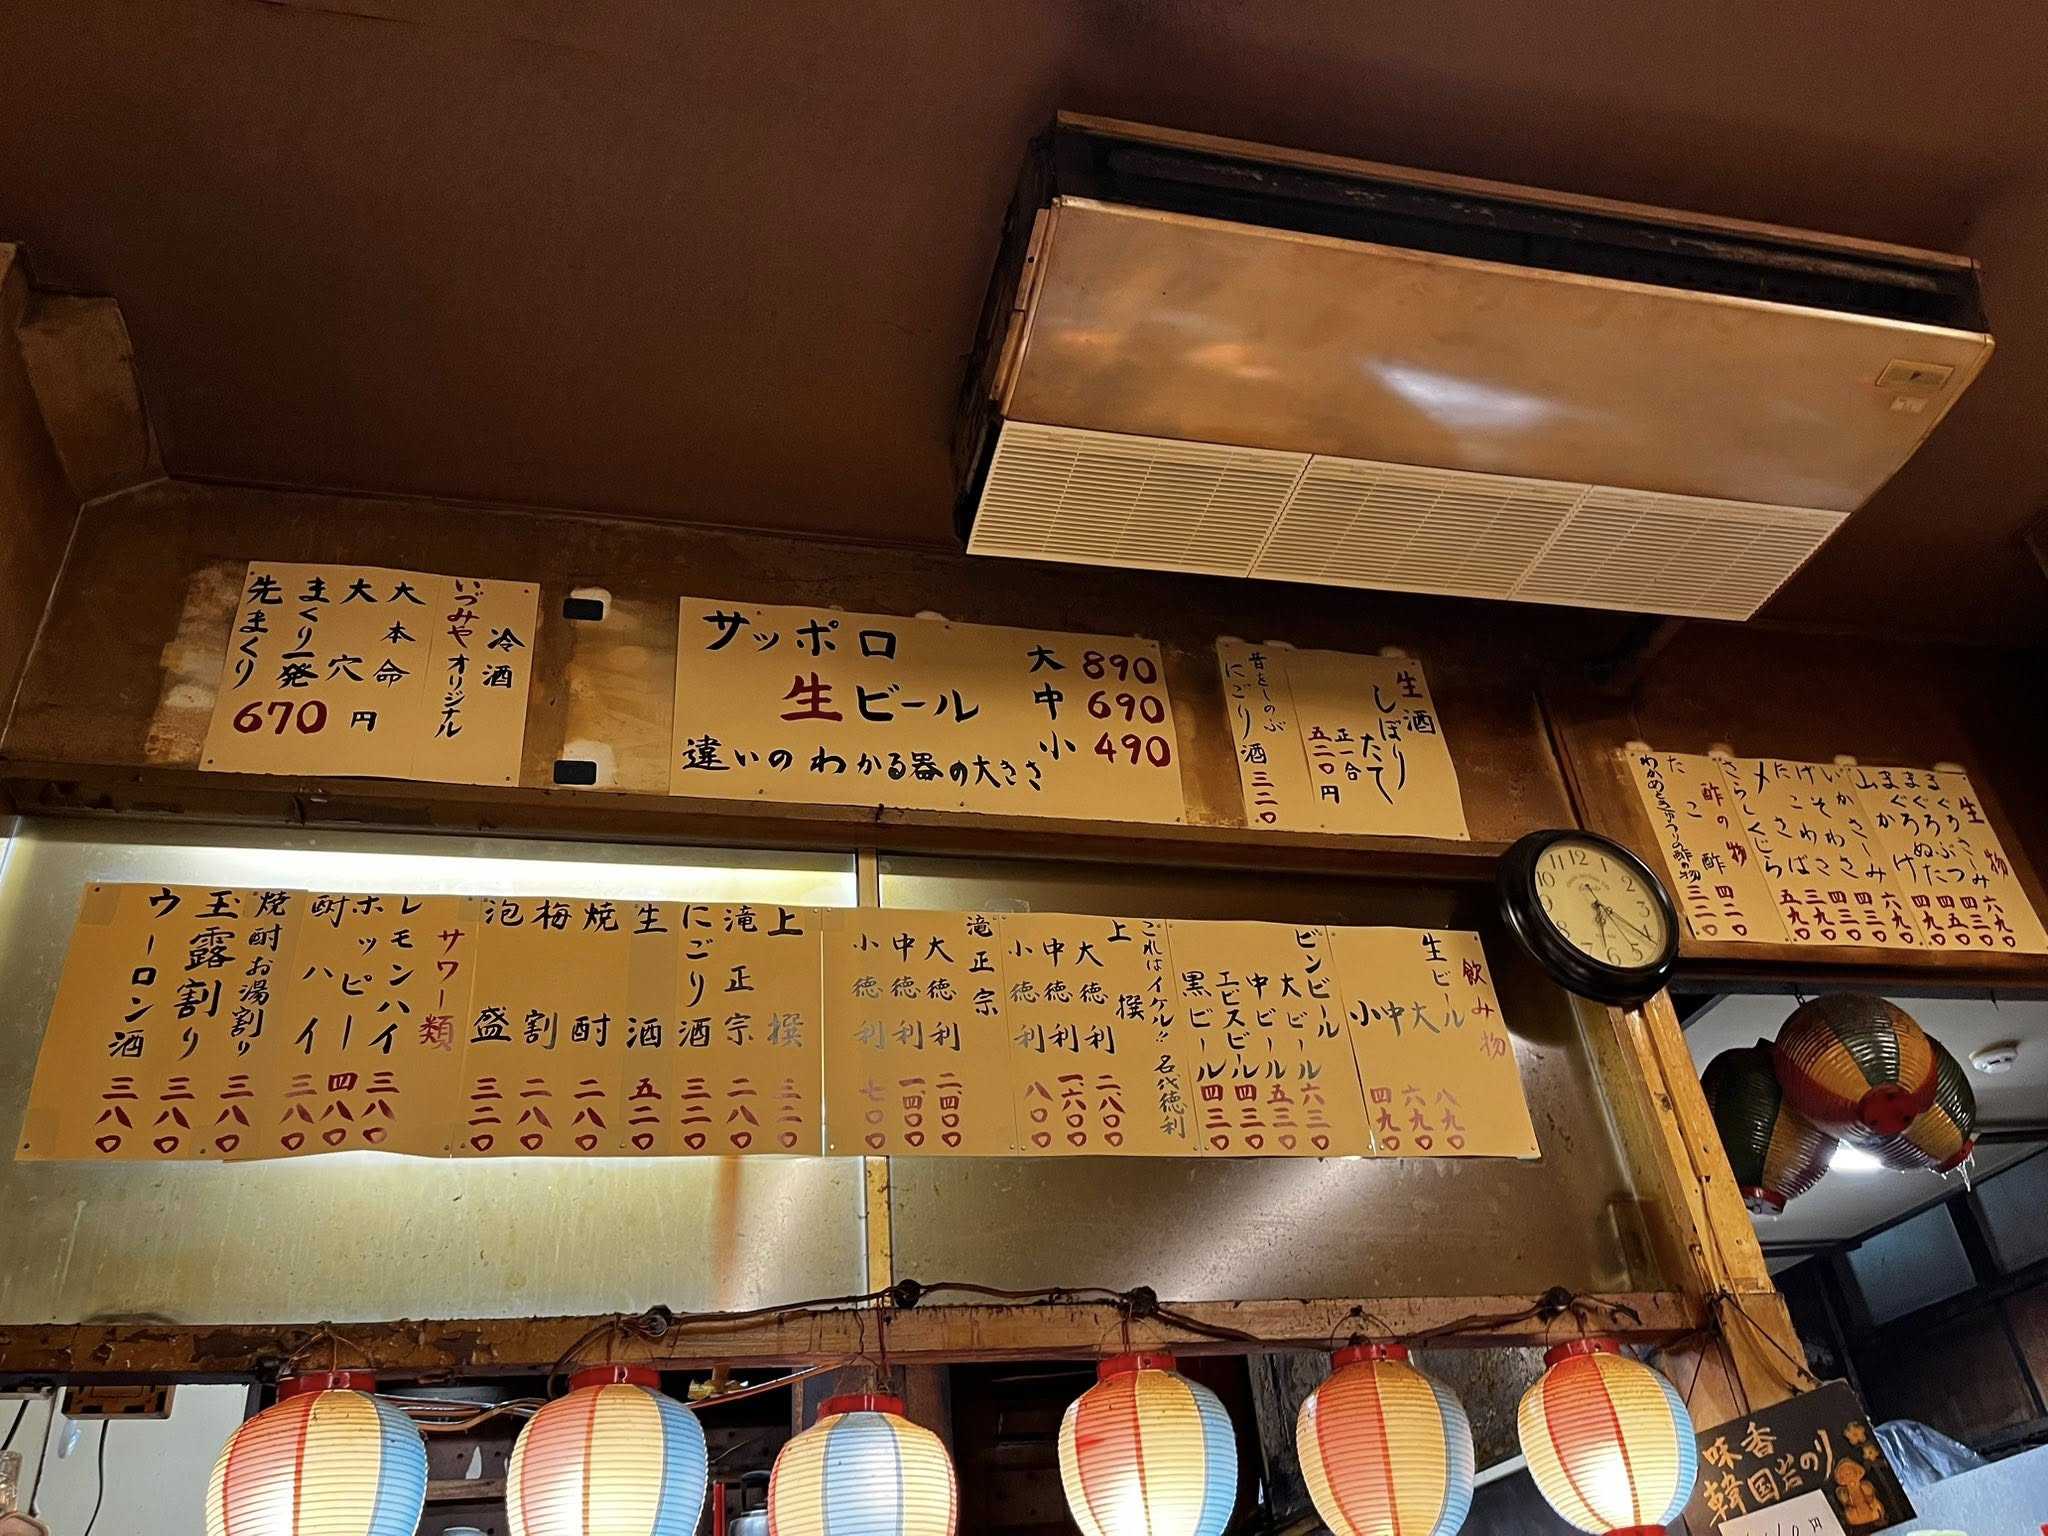 冷酒
いづみやオリジナル
大本命
大穴
まくり一発
先まくり
670円
サッポロ
生ビール
大 890
中 690
小 490
違いのわかる器の大きさ
生酒
しぼりたて
正一合
五二〇円
昔をしのぶ
にごり酒 三二〇
生物
まぐろさしみ 六九〇
まぐろぶつ 四三〇
まぐろぬた 四五〇
山かけ 四九〇
いかさしみ 六九〇
げそわさ 四三〇
たこさ
〆さば 三九〇
さらしくじら 五九〇
酢の物
たこ酢 四二〇
三二〇
飲み物
生ビール
大 八九〇
中 六九〇
小 四九〇
ビンビール
大ビール 六三〇
中ビール 五三〇
エビスビール 四三〇
黒ビール 四三〇
これはイケル!! 名代徳利
上撰
大徳利 二、八〇〇
中徳利 一、六〇〇
小徳利 八〇〇
滝正宗
大徳利 二、四〇〇
中徳利 一、四〇〇
小徳利 七〇〇
上撰 三二〇
滝正宗 二八〇
にごり酒 三二〇
生酒 五二〇
焼酎 二八〇
梅割 二八〇
泡盛 三二〇
サワー類
レモンハイ 三八〇
ホッピー 四八〇
酎ハイ 三八〇
焼酎お湯割り 三八〇
玉露割り 三八〇
ウーロン酒 三八〇
11 12 1 2 3 4 5 8 10
味香
韓国岩のり